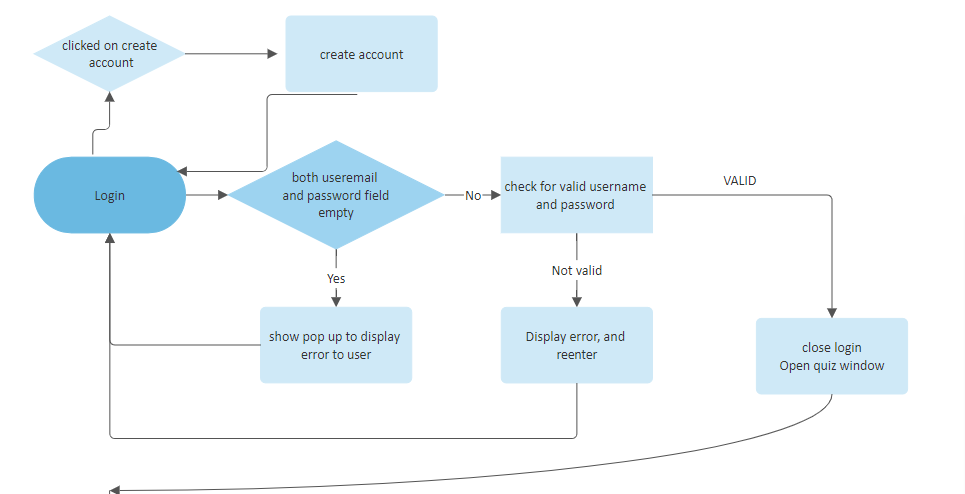 clicked on create
account
create account
Login
both useremail
and password field
empty
No
check for valid username
and password
VALID
Yes
Not valid
show pop up to display
error to user
Display error, and
reenter
close login
Open quiz window